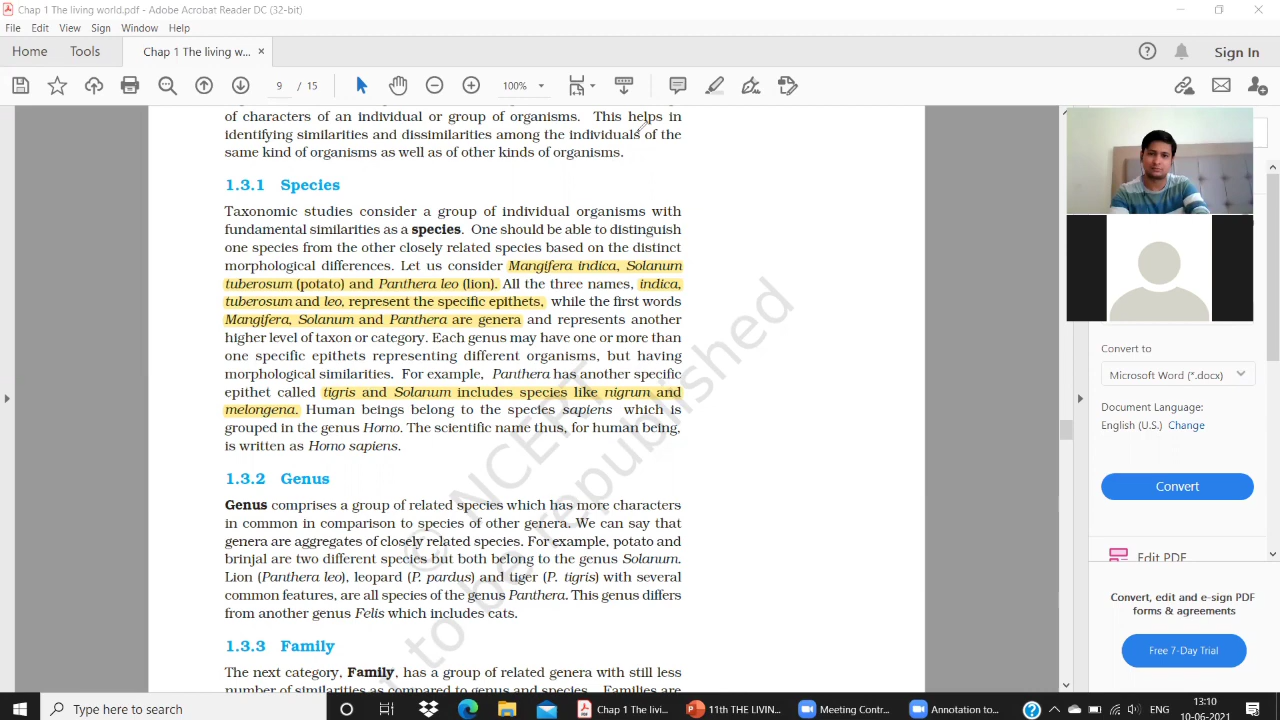 Chap 1 The living world.pdf - Adobe Acrobat Reader DC (32-bit)
File Edit View Sign Window Help
Home Tools Chap 1 The living w... × Sign In
9 / 15 100%
of characters of an individual or group of organisms. This helps in
identifying similarities and dissimilarities among the individuals of the
same kind of organisms as well as of other kinds of organisms.
1.3.1 Species
Taxonomic studies consider a group of individual organisms with
fundamental similarities as a species. One should be able to distinguish
one species from the other closely related species based on the distinct
morphological differences. Let us consider Mangifera indica, Solanum
tuberosum (potato) and Panthera leo (lion). All the three names, indica,
tuberosum and leo, represent the specific epithets, while the first words
Mangifera, Solanum and Panthera are genera and represents another
higher level of taxon or category. Each genus may have one or more than
one specific epithets representing different organisms, but having
morphological similarities. For example, Panthera has another specific
epithet called tigris and Solanum includes species like nigrum and
melongena. Human beings belong to the species sapiens which is
grouped in the genus Homo. The scientific name thus, for human being,
is written as Homo sapiens.
1.3.2 Genus
Genus comprises a group of related species which has more characters
in common in comparison to species of other genera. We can say that
genera are aggregates of closely related species. For example, potato and
brinjal are two different species but both belong to the genus Solanum.
Lion (Panthera leo), leopard (P. pardus) and tiger (P. tigris) with several
common features, are all species of the genus Panthera. This genus differs
from another genus Felis which includes cats.
1.3.3 Family
The next category, Family, has a group of related genera with still less
number of similarities as compared to genus and species. Families are
© NCERT
to be republished
Convert to
Microsoft Word (*.docx)
Document Language:
English (U.S.) Change
Convert
Edit PDF
Convert, edit and e-sign PDF
forms & agreements
Free 7-Day Trial
Type here to search
Chap 1 The livi...
11th THE LIVIN...
Meeting Contr...
Annotation to...
ENG
13:10
10-06-2021